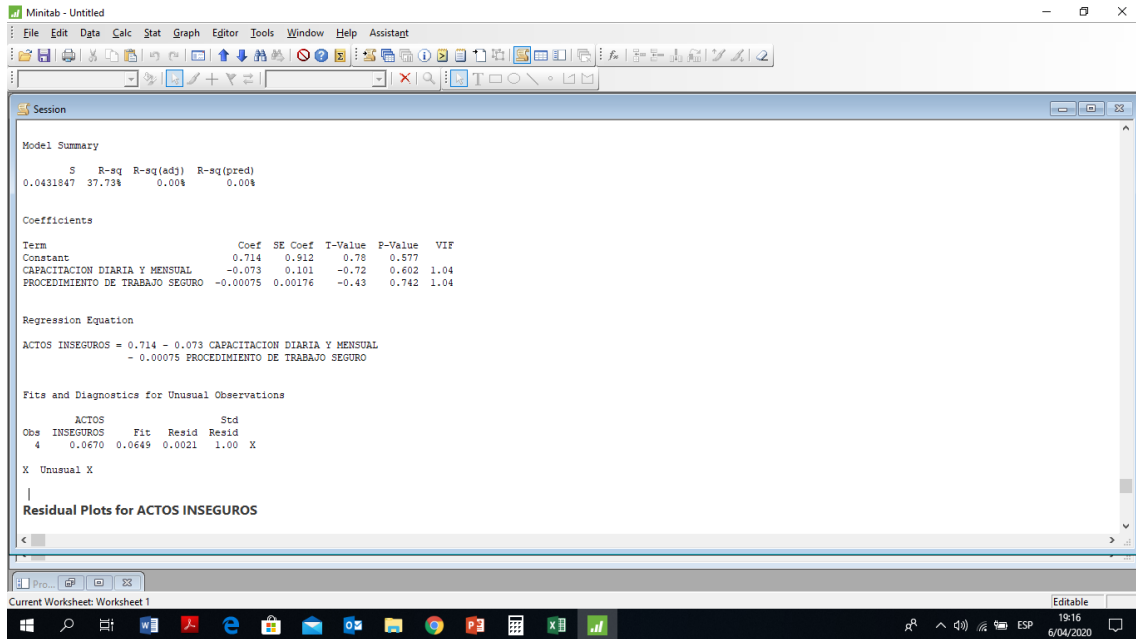 Minitab - Untitled
File Edit Data Calc Stat Graph Editor Tools Window Help Assistant
Session
Model Summary
S R-sq R-sq(adj) R-sq(pred)
0.0431847 37.73% 0.00% 0.00%
Coefficients
Term Coef SE Coef T-Value P-Value VIF
Constant 0.714 0.912 0.78 0.577
CAPACITACION DIARIA Y MENSUAL -0.073 0.101 -0.72 0.602 1.04
PROCEDIMIENTO DE TRABAJO SEGURO -0.00075 0.00176 -0.43 0.742 1.04
Regression Equation
ACTOS INSEGUROS = 0.714 - 0.073 CAPACITACION DIARIA Y MENSUAL
- 0.00075 PROCEDIMIENTO DE TRABAJO SEGURO
Fits and Diagnostics for Unusual Observations
ACTOS Std
Obs INSEGUROS Fit Resid Resid
4 0.0670 0.0649 0.0021 1.00 X
X Unusual X
Residual Plots for ACTOS INSEGUROS
Pro...
Current Worksheet: Worksheet 1 Editable
ESP 19:16
6/04/2020